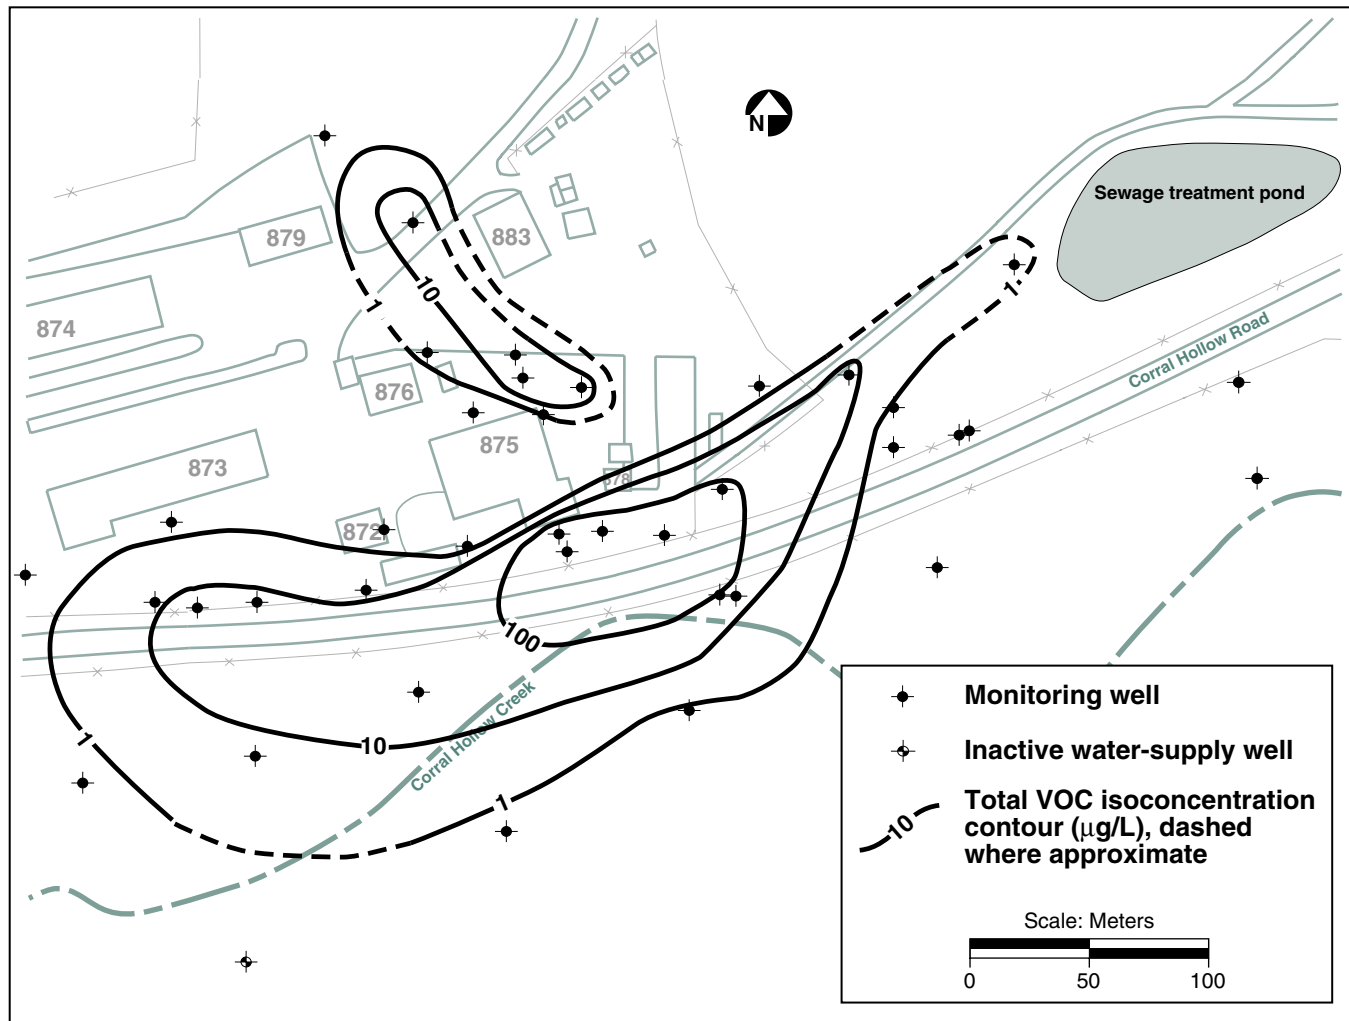 N
Sewage treatment pond
879
883
10
1
1
874
Corral Hollow Road
876
875
873
878
872
100
Corral Hollow Creek
1
10
1
Monitoring well
Inactive water-supply well
10
Total VOC isoconcentration
contour (µg/L), dashed
where approximate
Scale: Meters
0 50 100